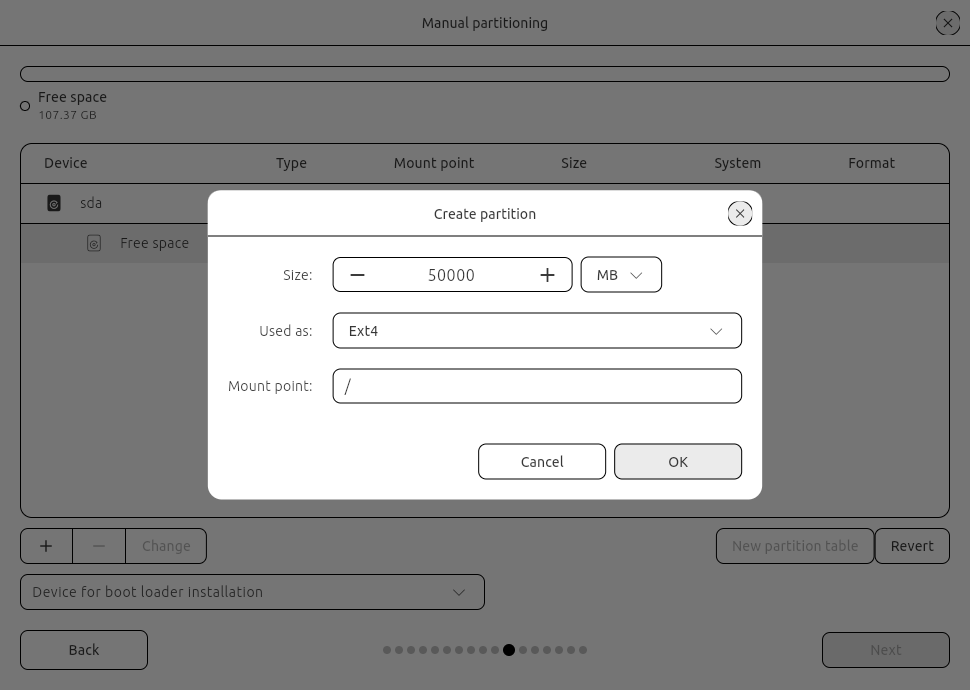 Manual partitioning
Free space
107.37 GB
Device Type Mount point Size System Format
sda
Free space
Create partition
Size: 50000 MB
Used as: Ext4
Mount point: /
Cancel OK
Change New partition table Revert
Device for boot loader installation
Back Next